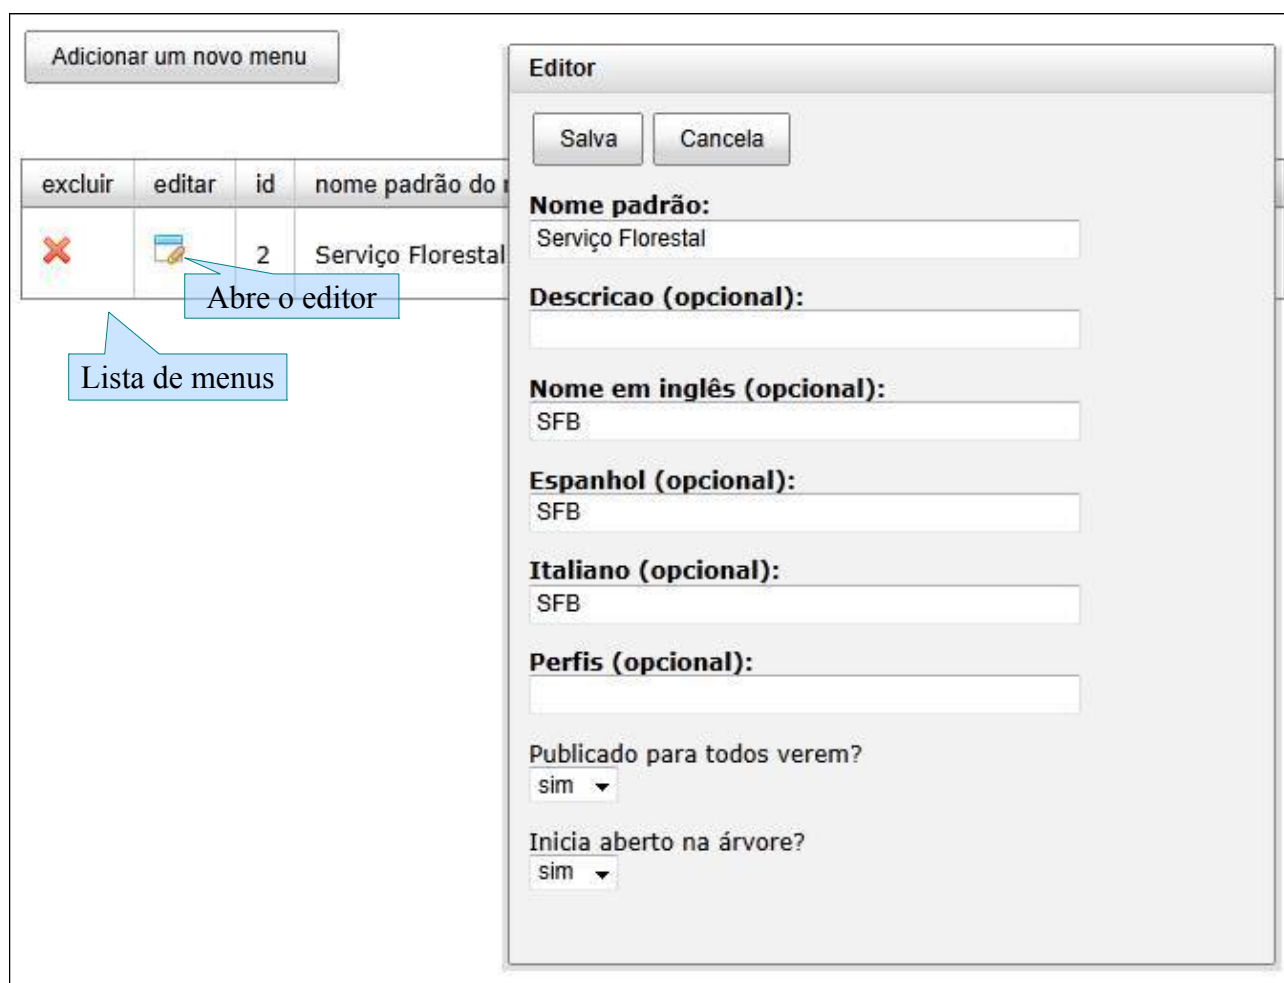 Adicionar um novo menu
excluir editar id nome padrão do
2 Serviço Florestal
Abre o editor
Lista de menus
Editor
Salva Cancela
Nome padrão:
Serviço Florestal
Descricao (opcional):
Nome em inglês (opcional):
SFB
Espanhol (opcional):
SFB
Italiano (opcional):
SFB
Perfis (opcional):
Publicado para todos verem?
sim
Inicia aberto na árvore?
sim